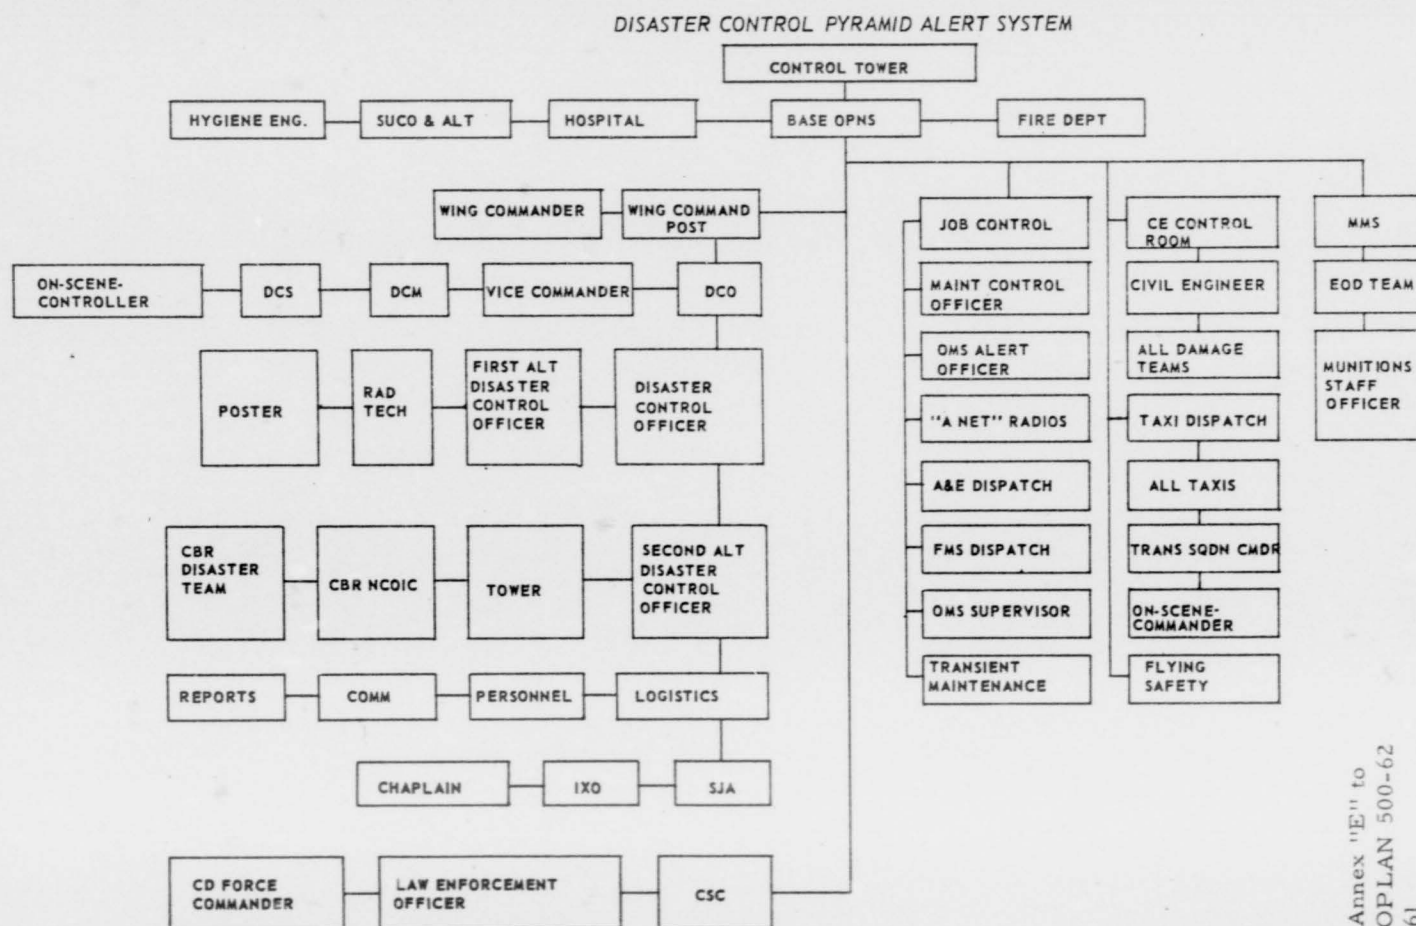 DISASTER CONTROL PYRAMID ALERT SYSTEM
CONTROL TOWER
HYGIENE ENG.
SUCO & ALT
HOSPITAL
BASE OPNS
FIRE DEPT
WING COMMANDER
WING COMMAND
POST
ON-SCENE-
CONTROLLER
DCS
DCM
VICE COMMANDER
DCO
POSTER
RAD
TECH
FIRST ALT
DISASTER
CONTROL
OFFICER
DISASTER
CONTROL
OFFICER
CBR
DISASTER
TEAM
CBR NCOIC
TOWER
SECOND ALT
DISASTER
CONTROL
OFFICER
REPORTS
COMM
PERSONNEL
LOGISTICS
CHAPLAIN
IXO
SJA
CD FORCE
COMMANDER
LAW ENFORCEMENT
OFFICER
CSC
JOB CONTROL
MAINT CONTROL
OFFICER
OMS ALERT
OFFICER
"A NET" RADIOS
A&E DISPATCH
FMS DISPATCH
OMS SUPERVISOR
TRANSIENT
MAINTENANCE
CE CONTROL
ROOM
CIVIL ENGINEER
ALL DAMAGE
TEAMS
TAXI DISPATCH
ALL TAXIS
TRANS SQDN CMDR
ON-SCENE-
COMMANDER
FLYING
SAFETY
MMS
EOD TEAM
MUNITIONS
STAFF
OFFICER
Annex "E" to
OPLAN 500-62
61